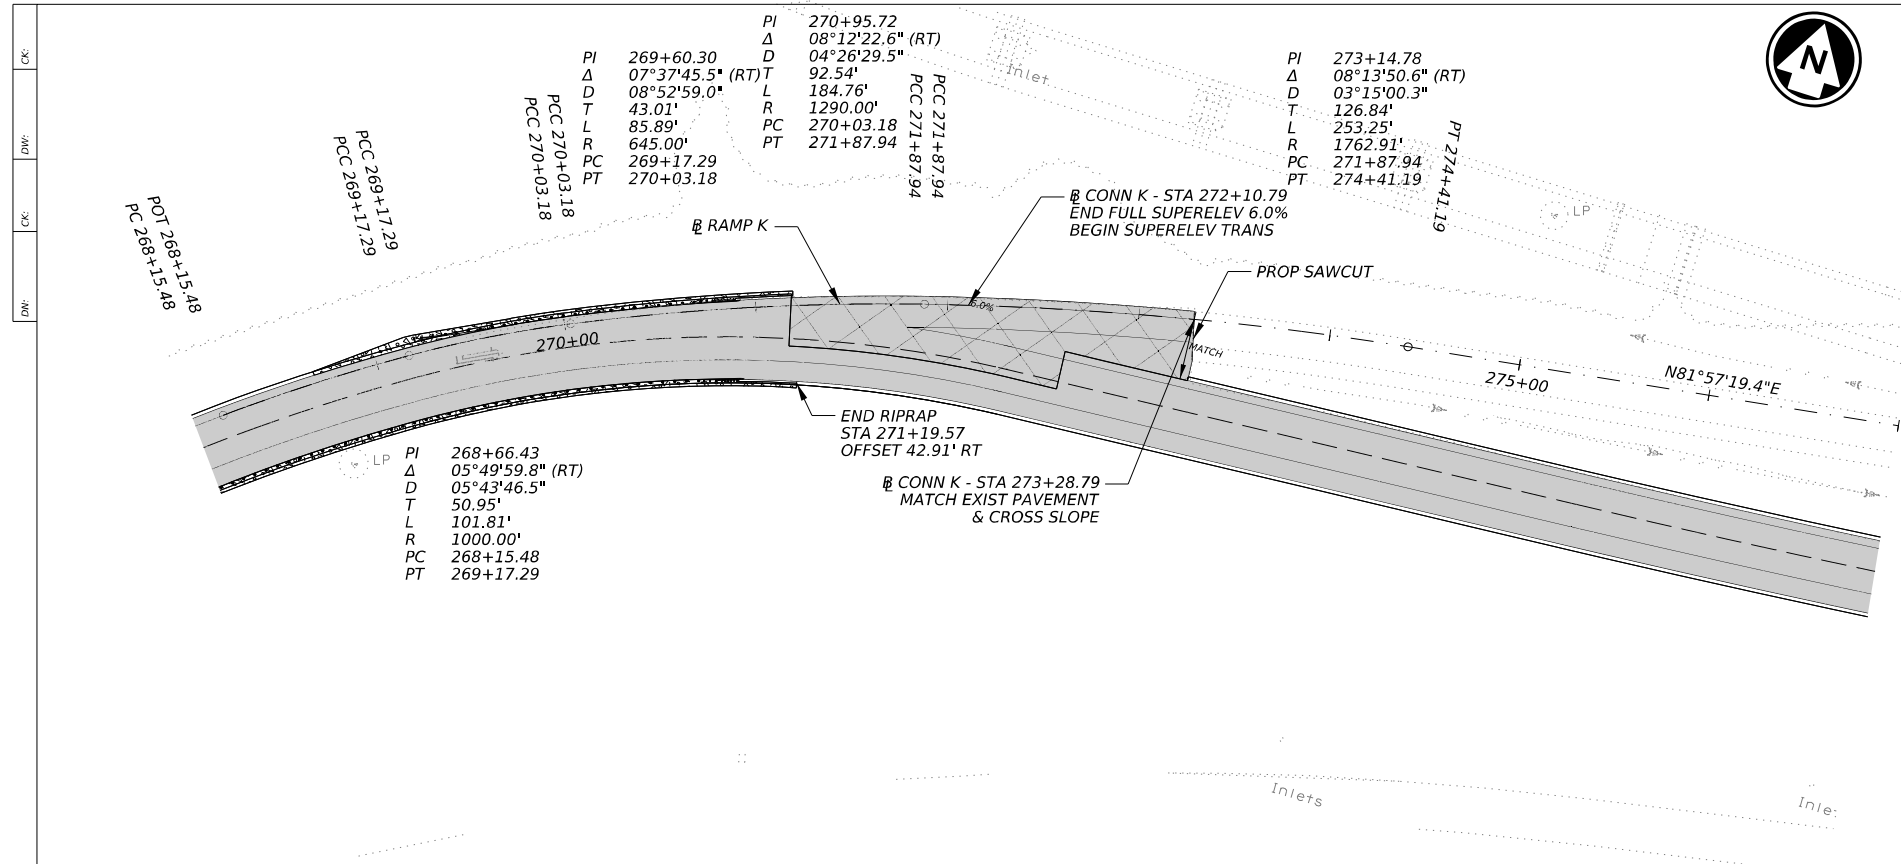 CK:
DW:
CK:
DN:
POT 268+15.48
PC 268+15.48
PCC 269+17.29
PCC 269+17.29
PCC 270+03.18
PCC 270+03.18
PI 269+60.30
Δ 07°37'45.5" (RT)
D 08°52'59.0"
T 43.01'
L 85.89'
R 645.00'
PC 269+17.29
PT 270+03.18
PI 270+95.72
Δ 08°12'22.6" (RT)
D 04°26'29.5"
T 92.54'
L 184.76'
R 1290.00'
PC 270+03.18
PT 271+87.94
PCC 271+87.94
PCC 271+87.94
Inlet
PI 273+14.78
Δ 08°13'50.6" (RT)
D 03°15'00.3"
T 126.84'
L 253.25'
R 1762.91'
PC 271+87.94
PT 274+41.19
PT 274+41.19
N
LP
℄ RAMP K
℄ CONN K - STA 272+10.79
END FULL SUPERELEV 6.0%
BEGIN SUPERELEV TRANS
PROP SAWCUT
6.0%
MATCH
270+00
275+00
N81°57'19.4"E
END RIPRAP
STA 271+19.57
OFFSET 42.91' RT
℄ CONN K - STA 273+28.79
MATCH EXIST PAVEMENT
& CROSS SLOPE
LP
PI 268+66.43
Δ 05°49'59.8" (RT)
D 05°43'46.5"
T 50.95'
L 101.81'
R 1000.00'
PC 268+15.48
PT 269+17.29
Inlets
Inle